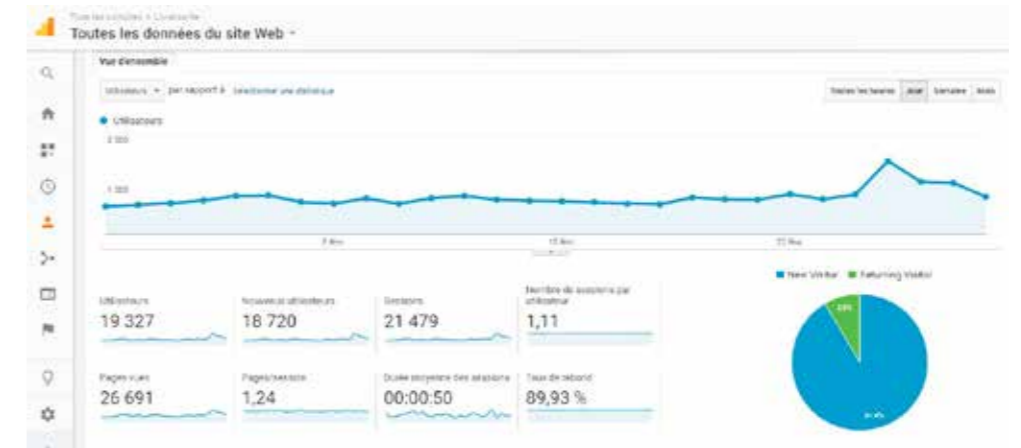 Toutes les données du site Web
Vue d'ensemble
Utilisateurs par rapport à Sélectionner une statistique
Toutes les heures Jour Semaine Mois
Utilisateurs
New Visitor Returning Visitor
Utilisateurs
19 327
Nouveaux utilisateurs
18 720
Sessions
21 479
Nombre de sessions par
utilisateur
1,11
Pages vues
26 691
Pages/session
1,24
Durée moyenne des sessions
00:00:50
Taux de rebond
89,93 %